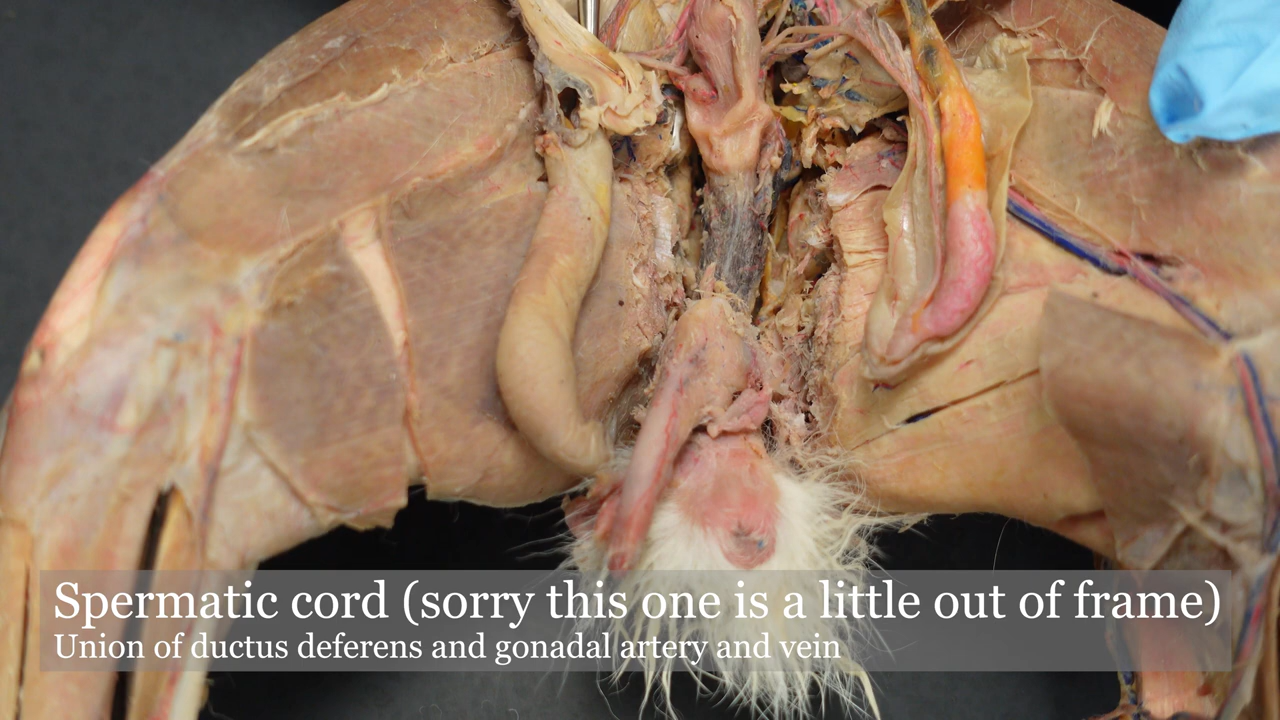 Spermatic cord (sorry this one is a little out of frame)
Union of ductus deferens and gonadal artery and vein